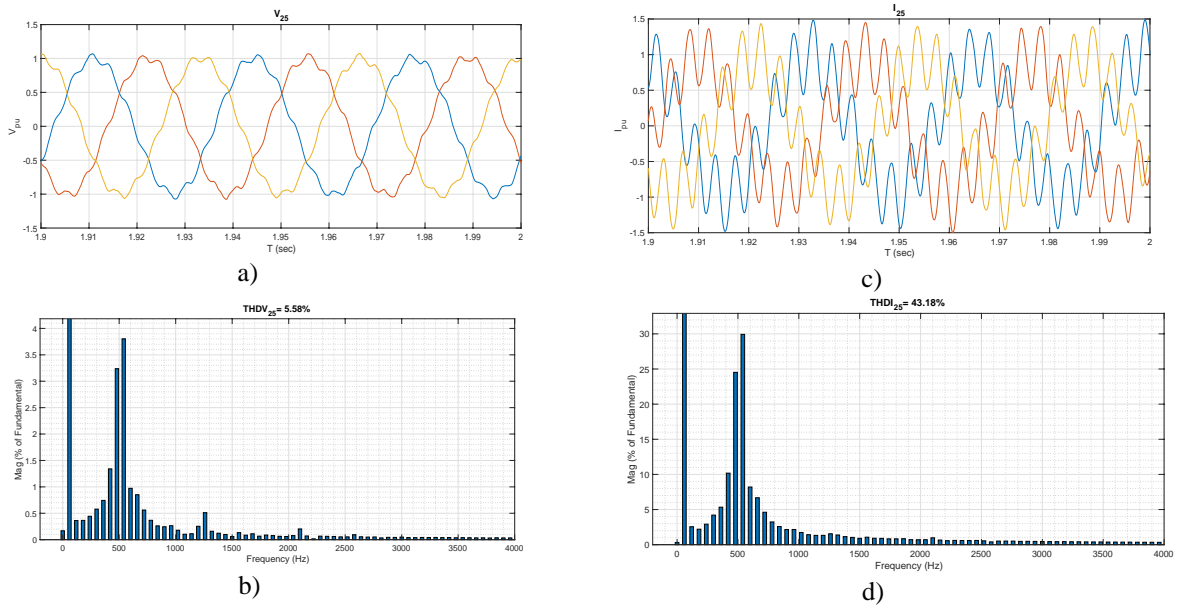 V25
1.5
1
0.5
0
-0.5
-1
-1.5
Vpu
1.9 1.91 1.92 1.93 1.94 1.95 1.96 1.97 1.98 1.99 2
T (sec)
a)
I25
1.5
1
0.5
0
-0.5
-1
-1.5
Ipu
1.9 1.91 1.92 1.93 1.94 1.95 1.96 1.97 1.98 1.99 2
T (sec)
c)
THDV25= 5.58%
4
3.5
3
2.5
2
1.5
1
0.5
0
Mag (% of Fundamental)
0 500 1000 1500 2000 2500 3000 3500 4000
Frequency (Hz)
b)
THDI25= 43.18%
30
25
20
15
10
5
0
Mag (% of Fundamental)
0 500 1000 1500 2000 2500 3000 3500 4000
Frequency (Hz)
d)